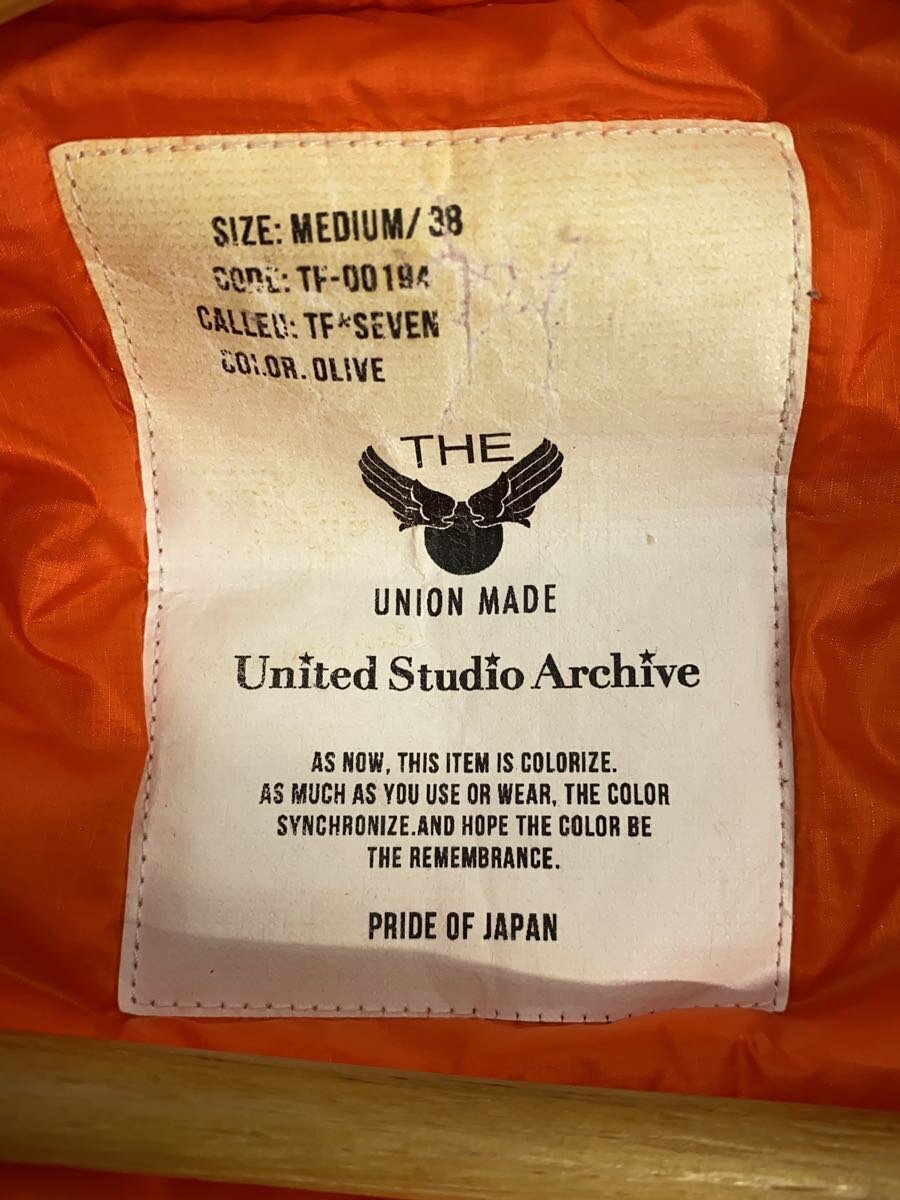 SIZE: MEDIUM/ 38
CODE: TF-00194
CALLED: TF*SEVEN
COLOR. OLIVE
THE
UNION MADE
United Studio Archive
AS NOW, THIS ITEM IS COLORIZE.
AS MUCH AS YOU USE OR WEAR, THE COLOR
SYNCHRONIZE.AND HOPE THE COLOR BE
THE REMEMBRANCE.
PRIDE OF JAPAN